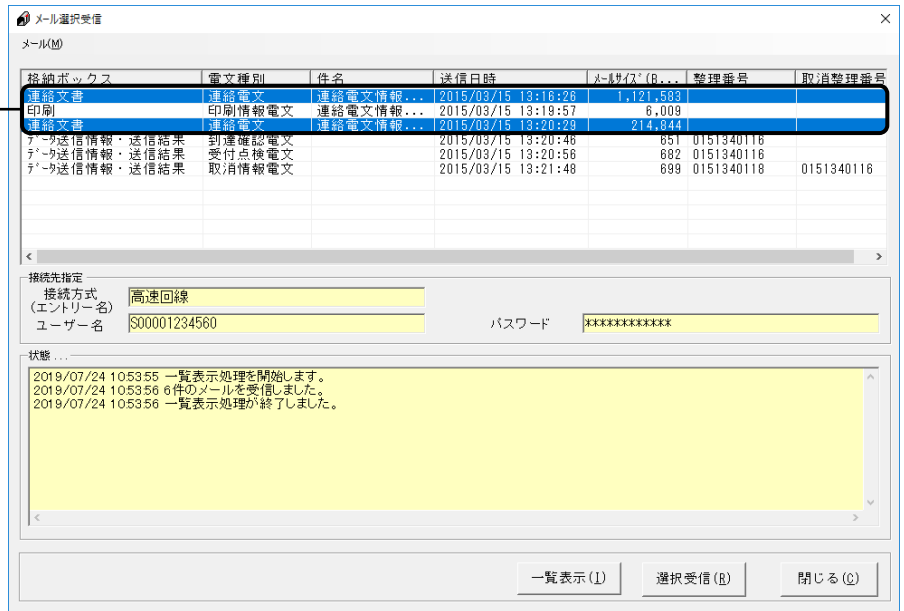 メール選択受信
メール(M)
格納ボックス 電文種別 件名 送信日時 メールサイズ(B... 整理番号 取消整理番号
連絡文書 連絡電文 連絡電文情報... 2015/03/15 13:16:26 1,121,583
印刷 印刷情報電文 連絡電文情報... 2015/03/15 13:19:57 6,009
連絡文書 連絡電文 連絡電文情報... 2015/03/15 13:20:29 214,844
データ送信情報・送信結果 到達確認電文 2015/03/15 13:20:46 651 0151340116
データ送信情報・送信結果 受付点検電文 2015/03/15 13:20:56 682 0151340116
データ送信情報・送信結果 取消情報電文 2015/03/15 13:21:48 699 0151340118 0151340116
接続先指定
接続方式
(エントリー名) 高速回線
ユーザー名 S00001234560 パスワード ************
状態 ...
2019/07/24 10:53:55 一覧表示処理を開始します。
2019/07/24 10:53:56 6件のメールを受信しました。
2019/07/24 10:53:56 一覧表示処理が終了しました。
一覧表示(I) 選択受信(R) 閉じる(C)